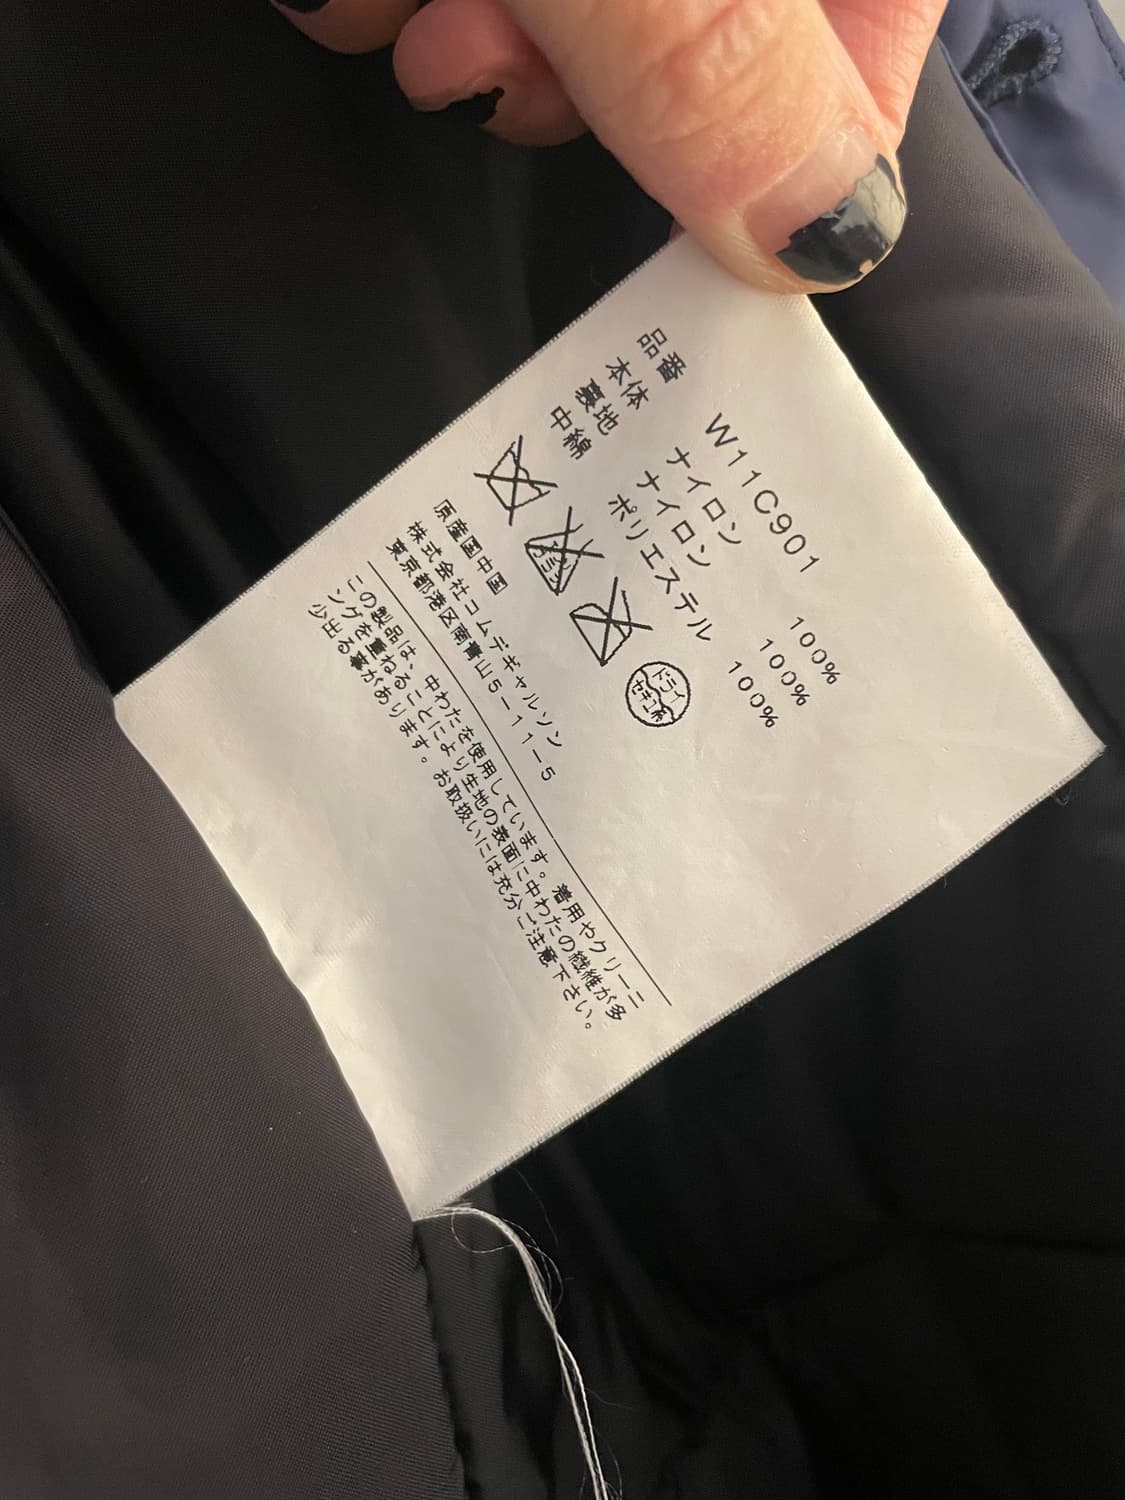 品番 W11C901
本体 ナイロン 100%
裏地 ナイロン 100%
中綿 ポリエステル 100%
ドライ
セキユ系
原産国中国
株式会社コムデギャルソン
東京都港区南青山5-11-5
この製品は、中わたを使用しています。着用やクリーニ
ングを重ねることにより生地の表面に中わたの繊維が多
少出る事があります。お取扱いには充分ご注意下さい。